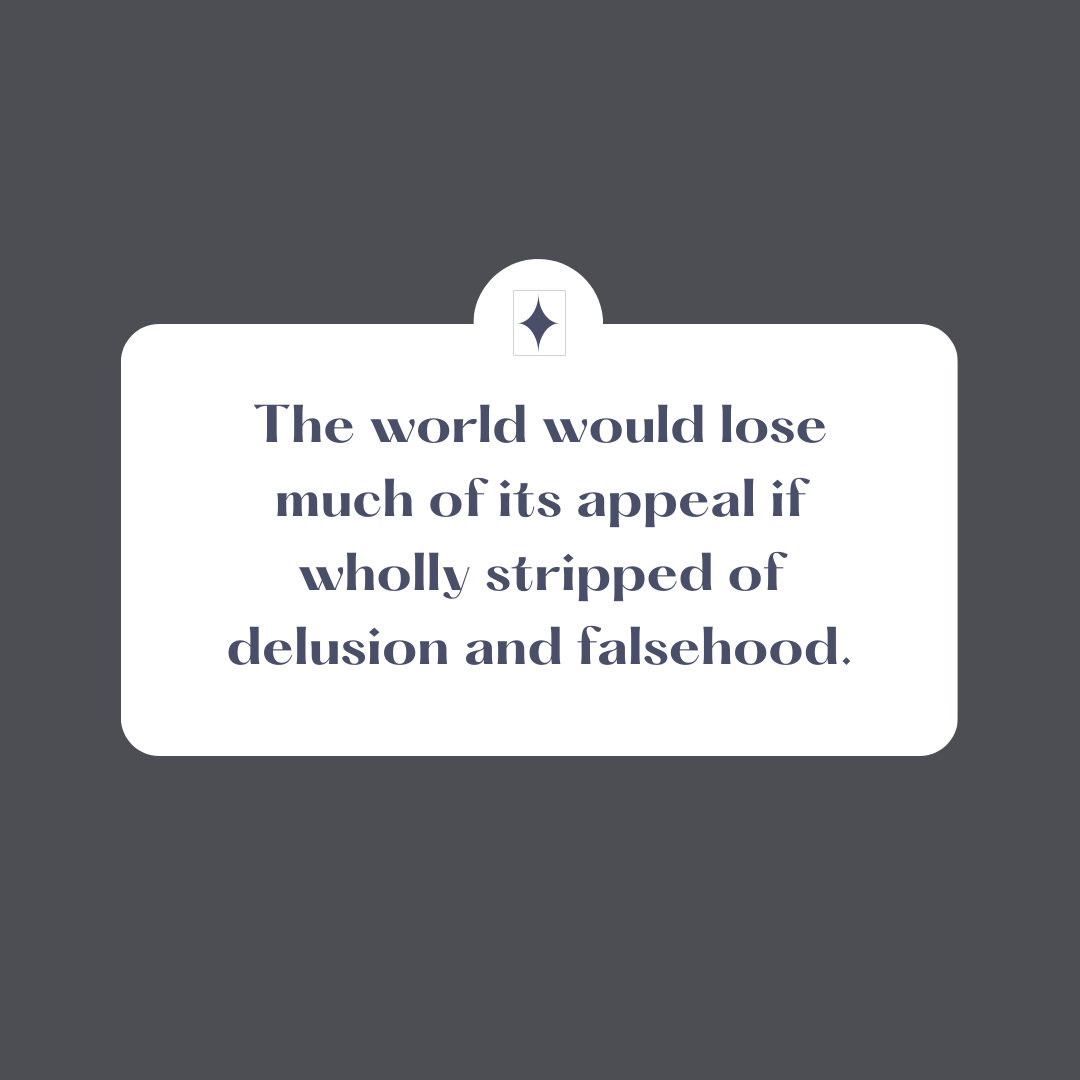 The world would lose
much of its appeal if
wholly stripped of
delusion and falsehood.